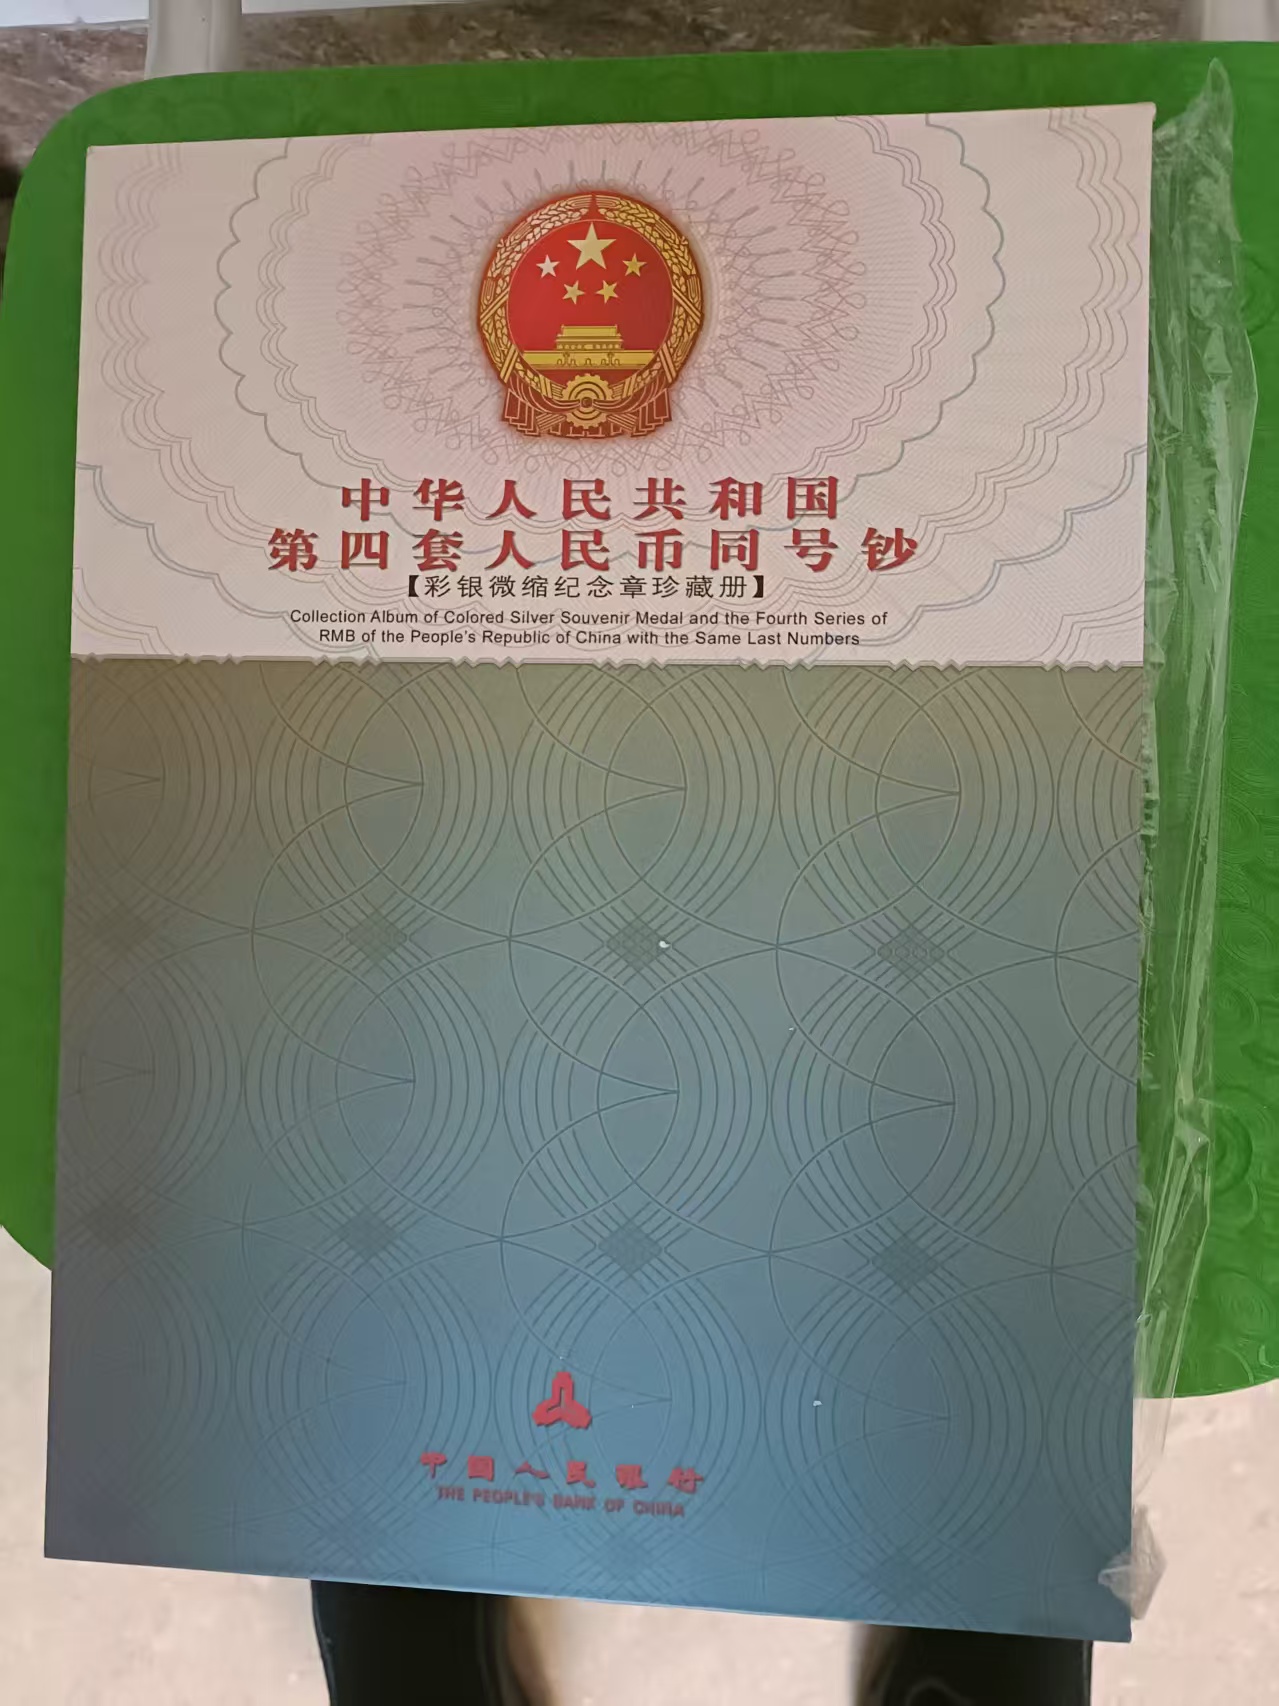 中华人民共和国
第四套人民币同号钞
【彩银微缩纪念章珍藏册】
Collection Album of Colored Silver Souvenir Medal and the Fourth Series of
RMB of the People's Republic of China with the Same Last Numbers
中国人民银行
THE PEOPLE'S BANK OF CHINA